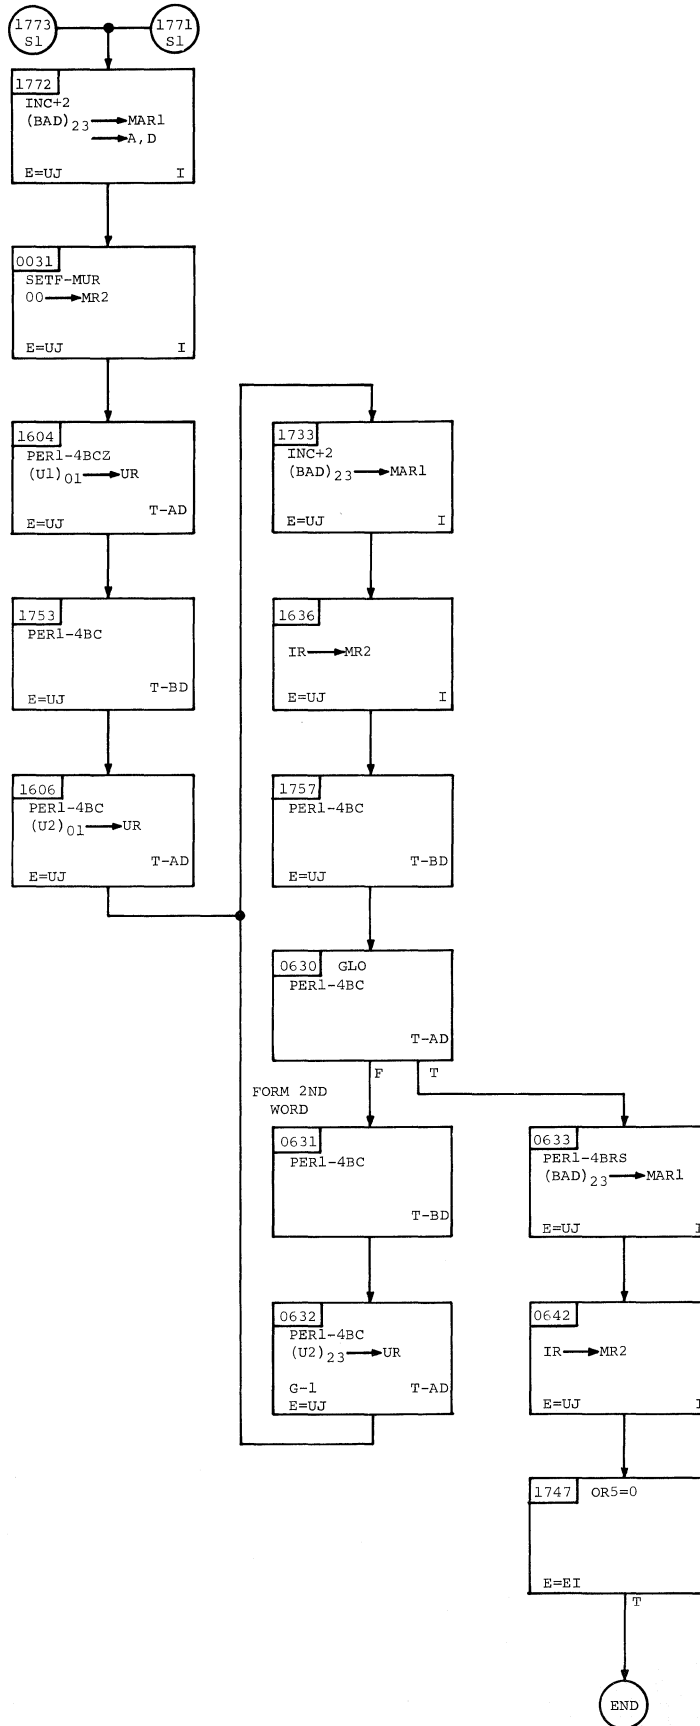 1773
S1
1771
S1
1772
INC+2
(BAD)23→MAR1
→A,D
E=UJ I
0031
SETF-MUR
00→MR2
E=UJ I
1604
PER1-4BCZ
(U1)01→UR
T-AD
E=UJ
1753
PER1-4BC
T-BD
E=UJ
1606
PER1-4BC
(U2)01→UR
T-AD
E=UJ
1733
INC+2
(BAD)23→MAR1
E=UJ I
1636
IR→MR2
E=UJ I
1757
PER1-4BC
T-BD
E=UJ
0630 GLO
PER1-4BC
T-AD
F T
FORM 2ND
WORD
0631
PER1-4BC
T-BD
0632
PER1-4BC
(U2)23→UR
G-1 T-AD
E=UJ
0633
PER1-4BRS
(BAD)23→MAR1
E=UJ I
0642
IR→MR2
E=UJ I
1747 OR5=0
E=EI
T
END